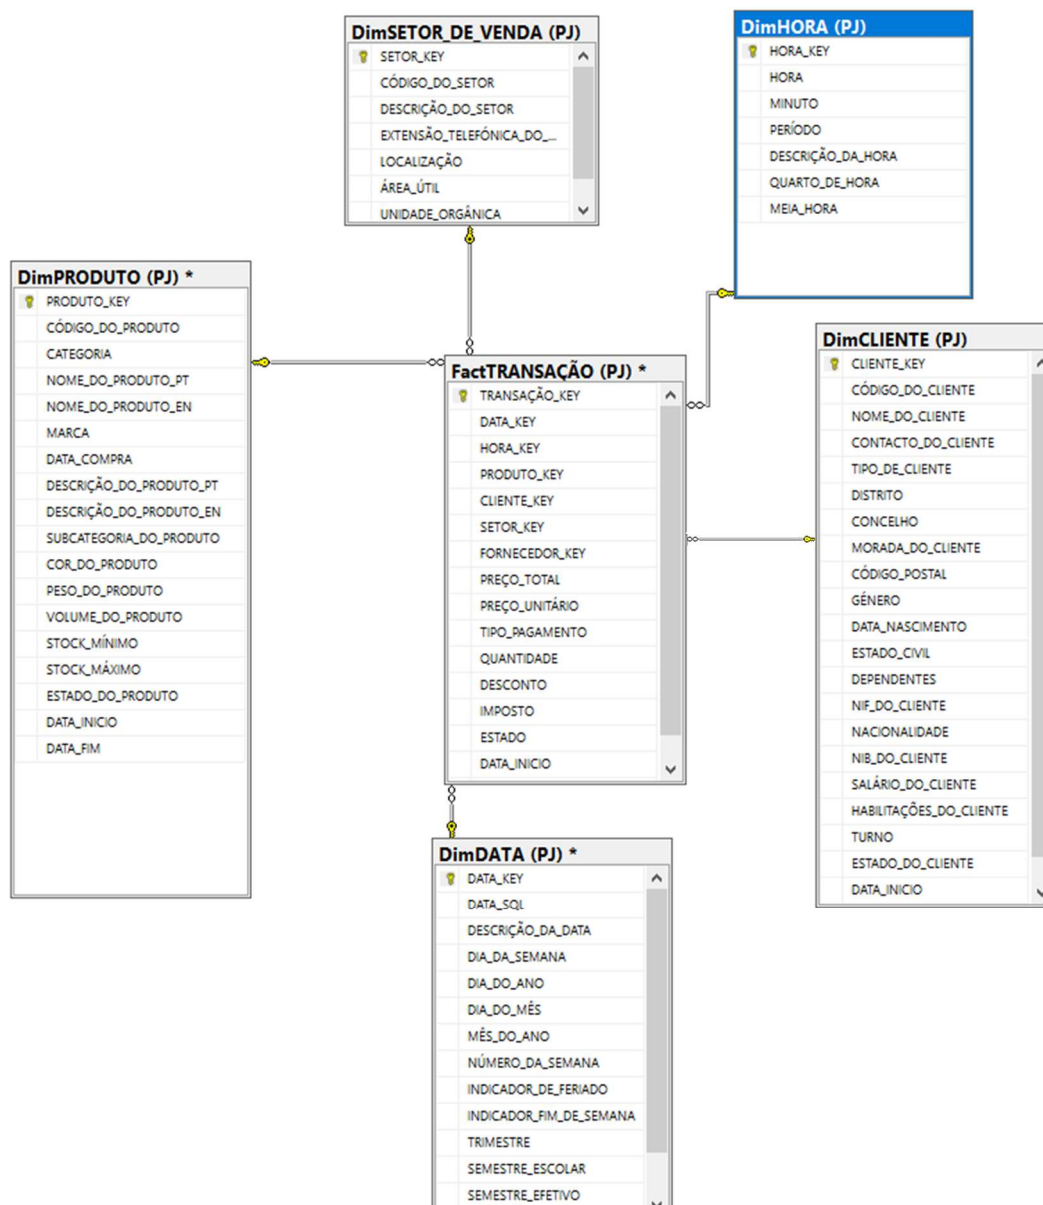 DimSETOR_DE_VENDA (PJ)
SETOR_KEY
CÓDIGO_DO_SETOR
DESCRIÇÃO_DO_SETOR
EXTENSÃO_TELEFÓNICA_DO_...
LOCALIZAÇÃO
ÁREA_ÚTIL
UNIDADE_ORGÂNICA
DimHORA (PJ)
HORA_KEY
HORA
MINUTO
PERÍODO
DESCRIÇÃO_DA_HORA
QUARTO_DE_HORA
MEIA_HORA
DimPRODUTO (PJ) *
PRODUTO_KEY
CÓDIGO_DO_PRODUTO
CATEGORIA
NOME_DO_PRODUTO_PT
NOME_DO_PRODUTO_EN
MARCA
DATA_COMPRA
DESCRIÇÃO_DO_PRODUTO_PT
DESCRIÇÃO_DO_PRODUTO_EN
SUBCATEGORIA_DO_PRODUTO
COR_DO_PRODUTO
PESO_DO_PRODUTO
VOLUME_DO_PRODUTO
STOCK_MÍNIMO
STOCK_MÁXIMO
ESTADO_DO_PRODUTO
DATA_INICIO
DATA_FIM
FactTRANSAÇÃO (PJ) *
TRANSAÇÃO_KEY
DATA_KEY
HORA_KEY
PRODUTO_KEY
CLIENTE_KEY
SETOR_KEY
FORNECEDOR_KEY
PREÇO_TOTAL
PREÇO_UNITÁRIO
TIPO_PAGAMENTO
QUANTIDADE
DESCONTO
IMPOSTO
ESTADO
DATA_INICIO
DimCLIENTE (PJ)
CLIENTE_KEY
CÓDIGO_DO_CLIENTE
NOME_DO_CLIENTE
CONTACTO_DO_CLIENTE
TIPO_DE_CLIENTE
DISTRITO
CONCELHO
MORADA_DO_CLIENTE
CÓDIGO_POSTAL
GÉNERO
DATA_NASCIMENTO
ESTADO_CIVIL
DEPENDENTES
NIF_DO_CLIENTE
NACIONALIDADE
NIB_DO_CLIENTE
SALÁRIO_DO_CLIENTE
HABILITAÇÕES_DO_CLIENTE
TURNO
ESTADO_DO_CLIENTE
DATA_INICIO
DimDATA (PJ) *
DATA_KEY
DATA_SQL
DESCRIÇÃO_DA_DATA
DIA_DA_SEMANA
DIA_DO_ANO
DIA_DO_MÊS
MÊS_DO_ANO
NÚMERO_DA_SEMANA
INDICADOR_DE_FERIADO
INDICADOR_FIM_DE_SEMANA
TRIMESTRE
SEMESTRE_ESCOLAR
SEMESTRE_EFETIVO